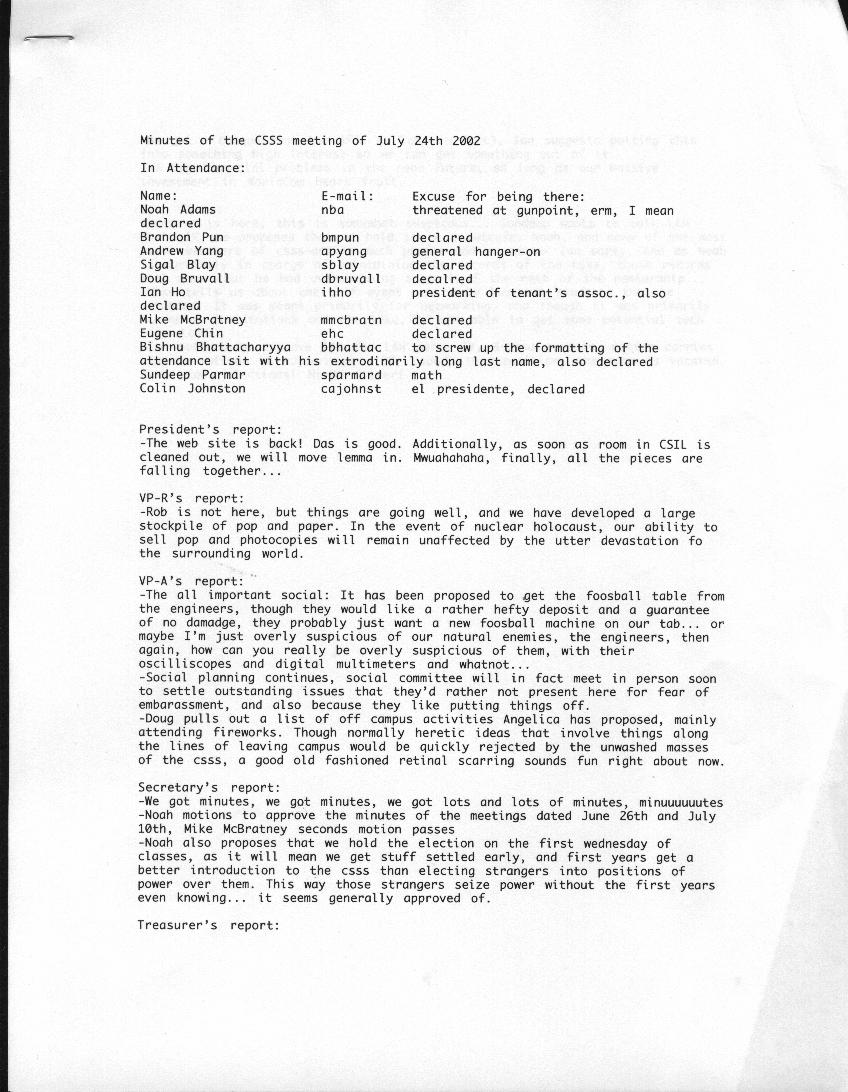 Minutes of the CSSS meeting of July 24th 2002
In Attendance:
Name: E-mail: Excuse for being there:
Noah Adams nba threatened at gunpoint, erm, I mean
declared
Brandon Pun bmpun declared
Andrew Yang apyang general hanger-on
Sigal Blay sblay declared
Doug Bruvall dbruvall decalred
Ian Ho ihho president of tenant's assoc., also
declared
Mike McBratney mmcbratn declared
Eugene Chin ehc declared
Bishnu Bhattacharyya bbhattac to screw up the formatting of the
attendance lsit with his extrodinarily long last name, also declared
Sundeep Parmar sparmard math
Colin Johnston cajohnst el presidente, declared
President's report:
-The web site is back! Das is good. Additionally, as soon as room in CSIL is
cleaned out, we will move lemma in. Mwuahahaha, finally, all the pieces are
falling together...
VP-R's report:
-Rob is not here, but things are going well, and we have developed a large
stockpile of pop and paper. In the event of nuclear holocaust, our ability to
sell pop and photocopies will remain unaffected by the utter devastation fo
the surrounding world.
VP-A's report:
-The all important social: It has been proposed to get the foosball table from
the engineers, though they would like a rather hefty deposit and a guarantee
of no damadge, they probably just want a new foosball machine on our tab... or
maybe I'm just overly suspicious of our natural enemies, the engineers, then
again, how can you really be overly suspicious of them, with their
oscilliscopes and digital multimeters and whatnot...
-Social planning continues, social committee will in fact meet in person soon
to settle outstanding issues that they'd rather not present here for fear of
embarassment, and also because they like putting things off.
-Doug pulls out a list of off campus activities Angelica has proposed, mainly
attending fireworks. Though normally heretic ideas that involve things along
the lines of leaving campus would be quickly rejected by the unwashed masses
of the csss, a good old fashioned retinal scarring sounds fun right about now.
Secretary's report:
-We got minutes, we got minutes, we got lots and lots of minutes, minuuuuuutes
-Noah motions to approve the minutes of the meetings dated June 26th and July
10th, Mike McBratney seconds motion passes
-Noah also proposes that we hold the election on the first wednesday of
classes, as it will mean we get stuff settled early, and first years get a
better introduction to the csss than electing strangers into positions of
power over them. This way those strangers seize power without the first years
even knowing... it seems generally approved of.
Treasurer's report: